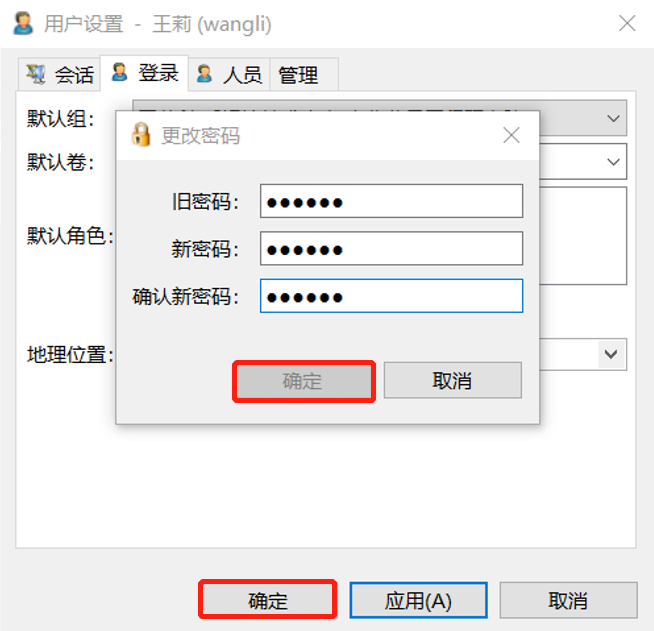 用户设置 - 王莉 (wangli)
会话 登录 人员 管理
默认组:
更改密码
默认卷:
旧密码:
默认角色:
新密码:
确认新密码:
地理位置:
确定 取消
确定 应用(A) 取消